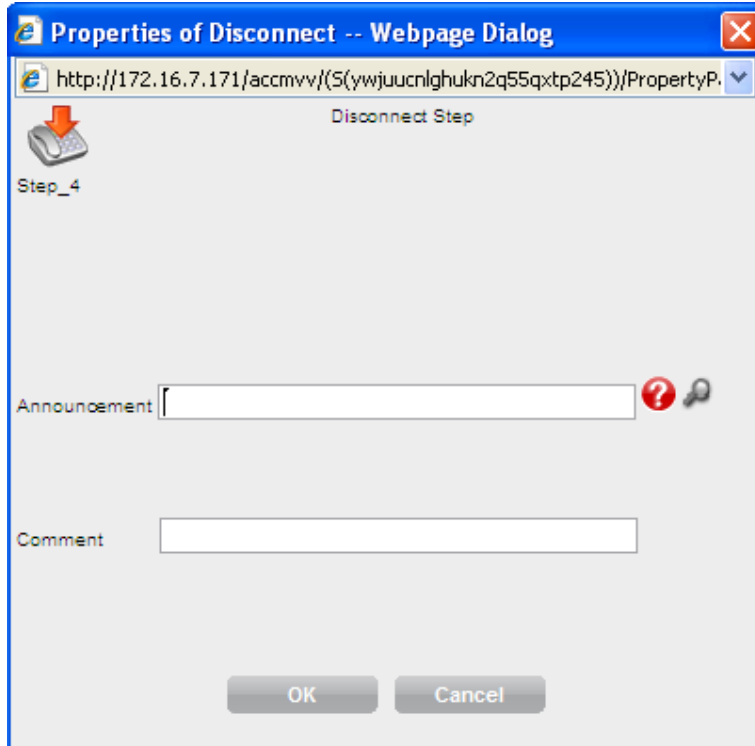 Properties of Disconnect -- Webpage Dialog
http://172.16.7.171/accmvv/(S(ywjuucnlghukn2q55qxtp245))/PropertyP.
Disconnect Step
Step_4
Announcement
Comment
OK Cancel